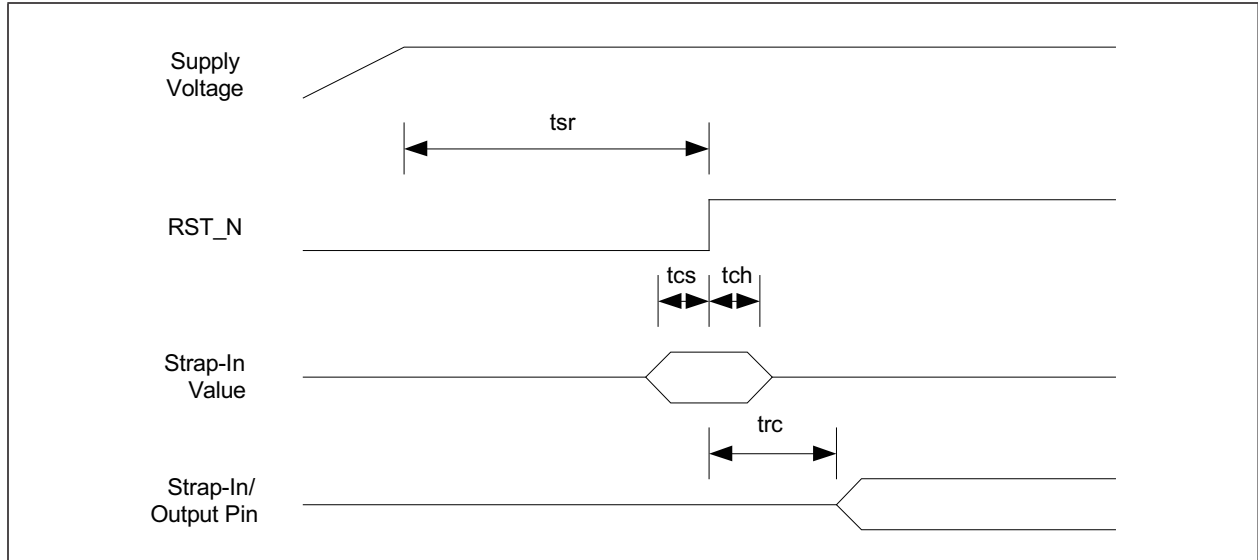 Supply
Voltage
tsr
RST_N
tcs
tch
Strap-In
Value
trc
Strap-In/
Output Pin